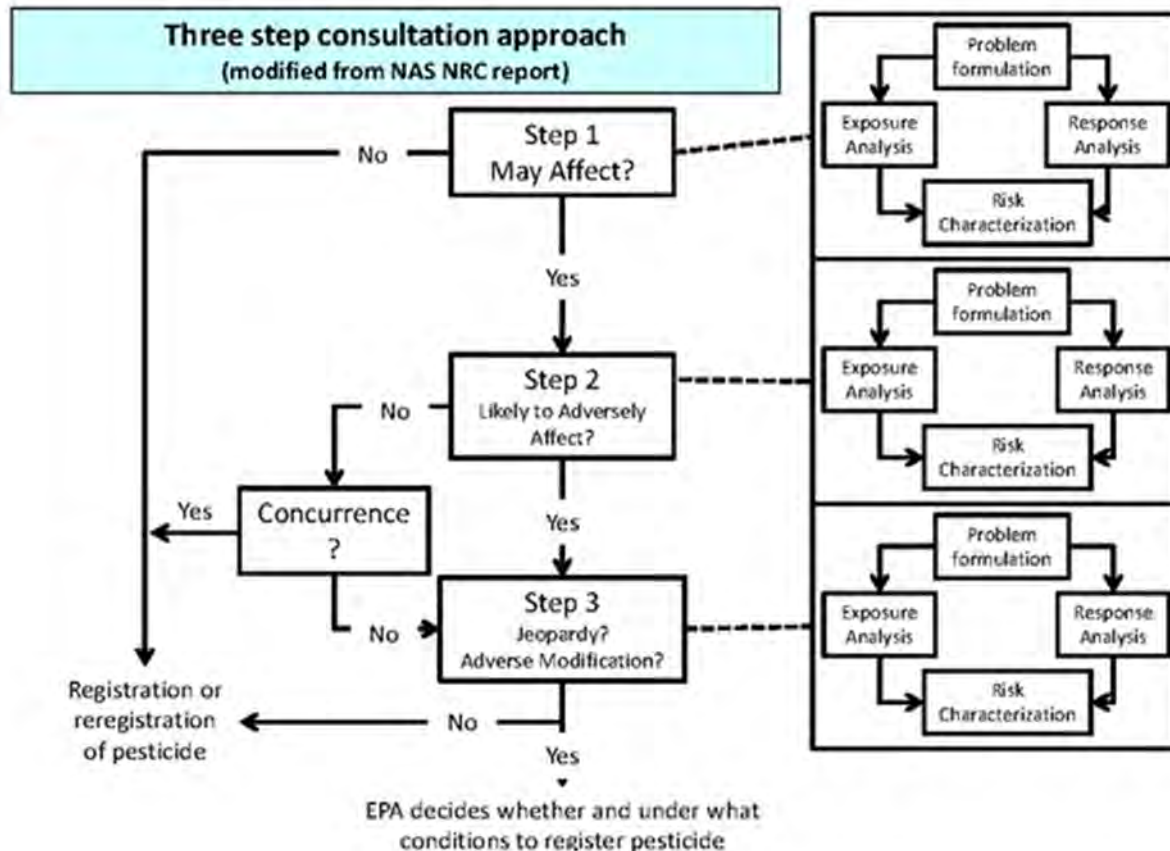 Three step consultation approach
(modified from NAS NRC report)
Step 1
May Affect?
No
Yes
Step 2
Likely to Adversely
Affect?
No
Yes
Concurrence
?
Yes
No
Step 3
Jeopardy?
Adverse Modification?
No
Yes
Registration or
reregistration
of pesticide
EPA decides whether and under what
conditions to register pesticide
Problem
formulation
Exposure
Analysis
Response
Analysis
Risk
Characterization
Problem
formulation
Exposure
Analysis
Response
Analysis
Risk
Characterization
Problem
formulation
Exposure
Analysis
Response
Analysis
Risk
Characterization